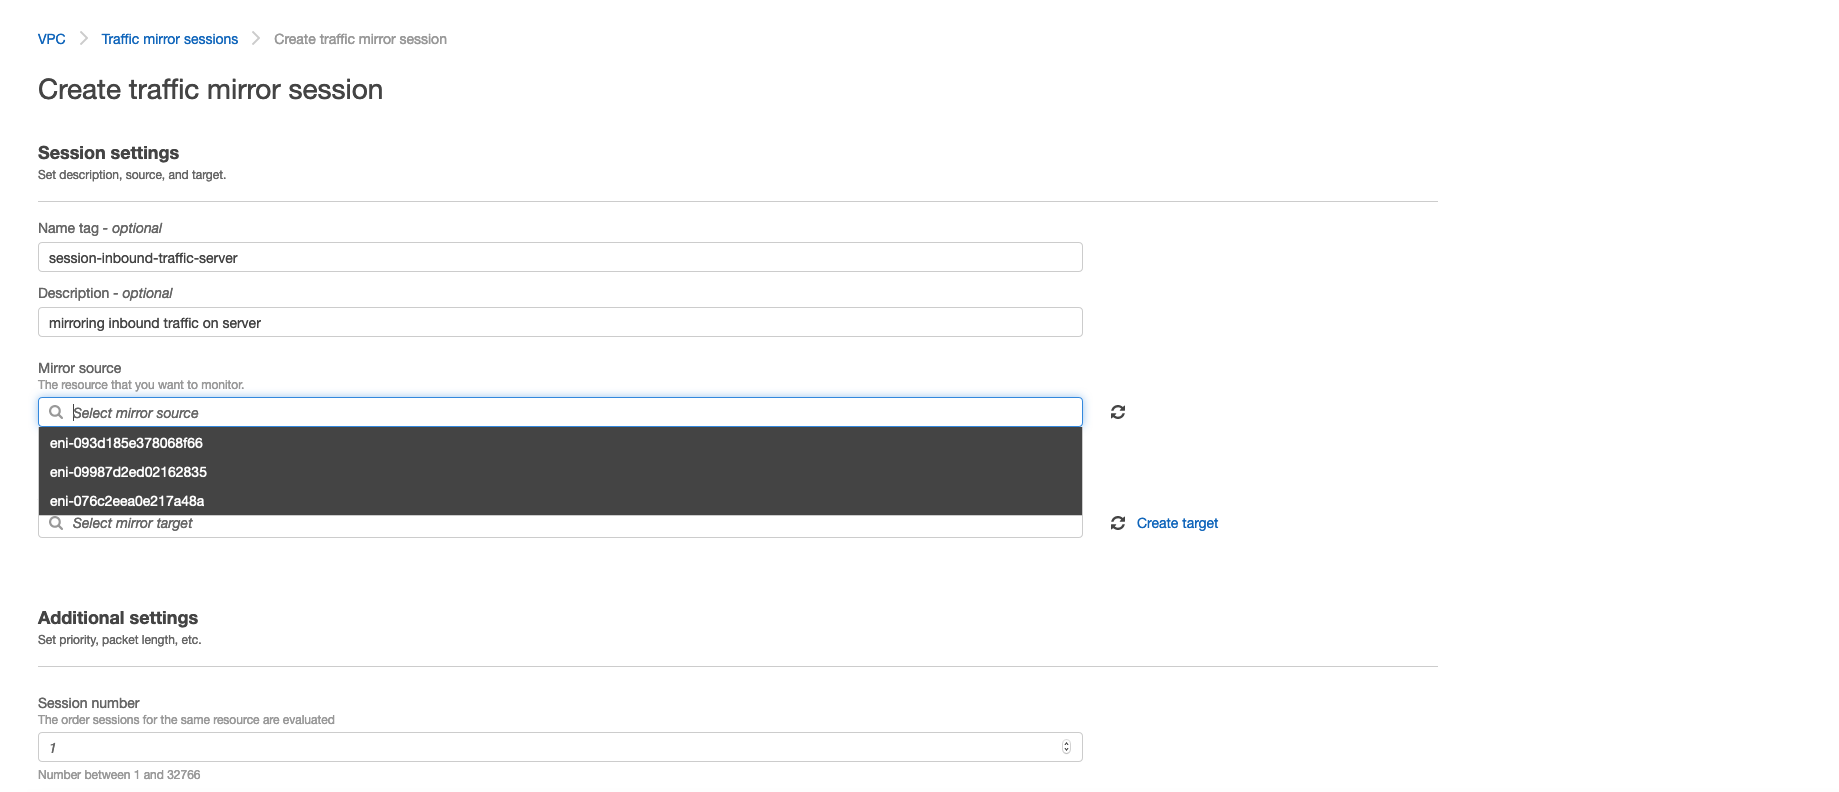 VPC Traffic mirror sessions Create traffic mirror session
Create traffic mirror session
Session settings
Set description, source, and target.
Name tag - optional
session-inbound-traffic-server
Description - optional
mirroring inbound traffic on server
Mirror source
The resource that you want to monitor.
Select mirror source
eni-093d185e378068f66
eni-09987d2ed02162835
eni-076c2eea0e217a48a
Select mirror target Create target
Additional settings
Set priority, packet length, etc.
Session number
The order sessions for the same resource are evaluated
1
Number between 1 and 32766